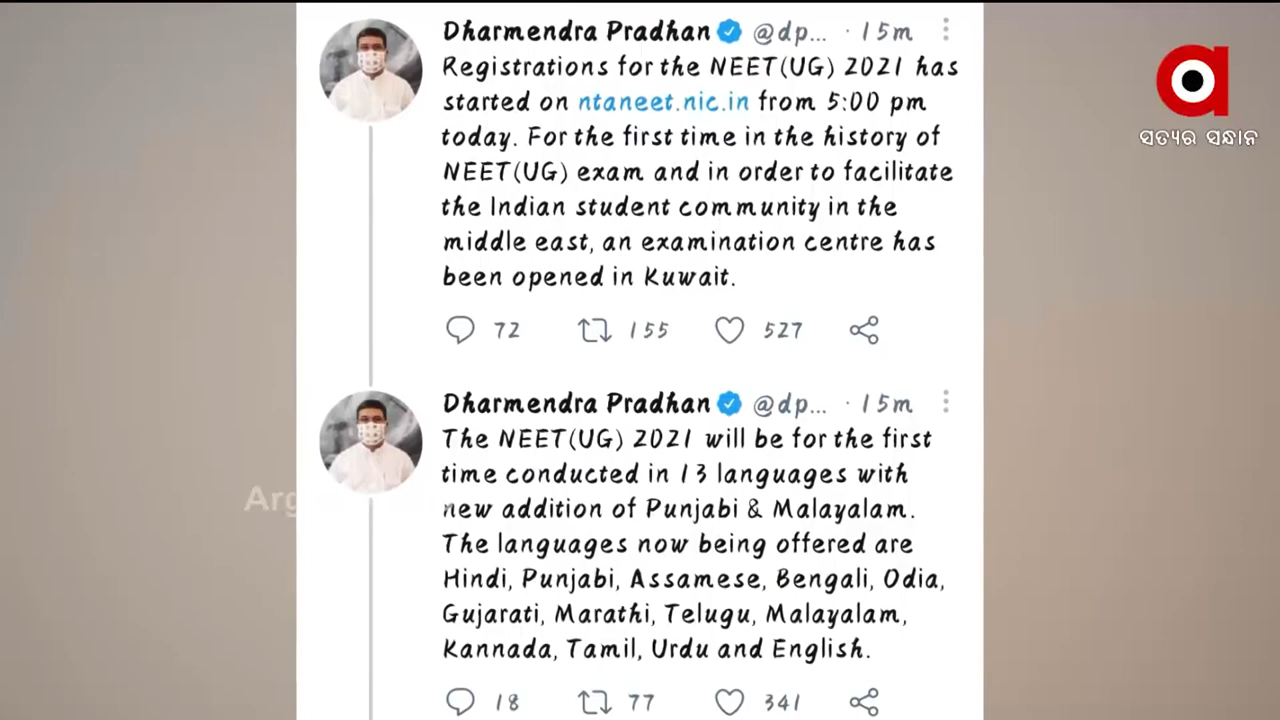 Dharmendra Pradhan @dp... · 15m
Registrations for the NEET(UG) 2021 has
started on ntaneet.nic.in from 5:00 pm
today. For the first time in the history of
NEET(UG) exam and in order to facilitate
the Indian student community in the
middle east, an examination centre has
been opened in Kuwait.
72 155 527
Dharmendra Pradhan @dp... · 15m
The NEET(UG) 2021 will be for the first
time conducted in 13 languages with
new addition of Punjabi & Malayalam.
The languages now being offered are
Hindi, Punjabi, Assamese, Bengali, Odia,
Gujarati, Marathi, Telugu, Malayalam,
Kannada, Tamil, Urdu and English.
18 77 341
ସତ୍ୟର ସନ୍ଧାନ